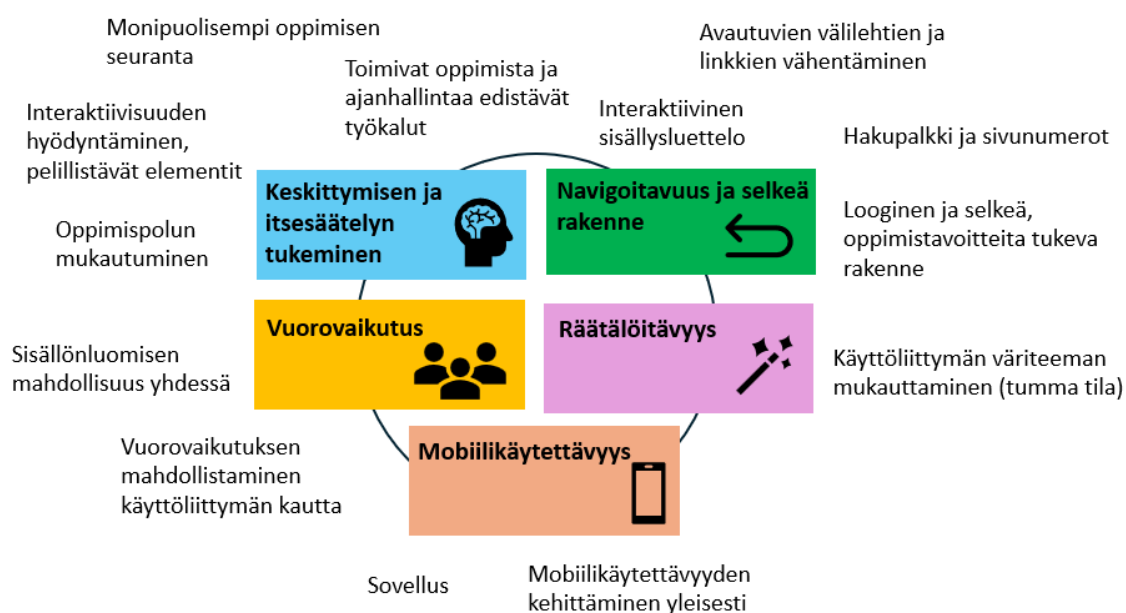 Monipuolisempi oppimisen
seuranta
Toimivat oppimista ja
ajanhallintaa edistävät
työkalut
Avautuvien välilehtien ja
linkkien vähentäminen
Interaktiivinen
sisällysluettelo
Interaktiivisuuden
hyödyntäminen,
pelillistävät elementit
Hakupalkki ja sivunumerot
Keskittymisen ja
itsesäätelyn
tukeminen
Navigoitavuus ja selkeä
rakenne
Oppimispolun
mukautuminen
Looginen ja selkeä,
oppimistavoitteita tukeva
rakenne
Vuorovaikutus
Räätälöitävyys
Sisällönluomisen
mahdollisuus yhdessä
Käyttöliittymän väriteeman
mukauttaminen (tumma tila)
Vuorovaikutuksen
mahdollistaminen
käyttöliittymän kautta
Mobiilikäytettävyys
Sovellus
Mobiilikäytettävyyden
kehittäminen yleisesti